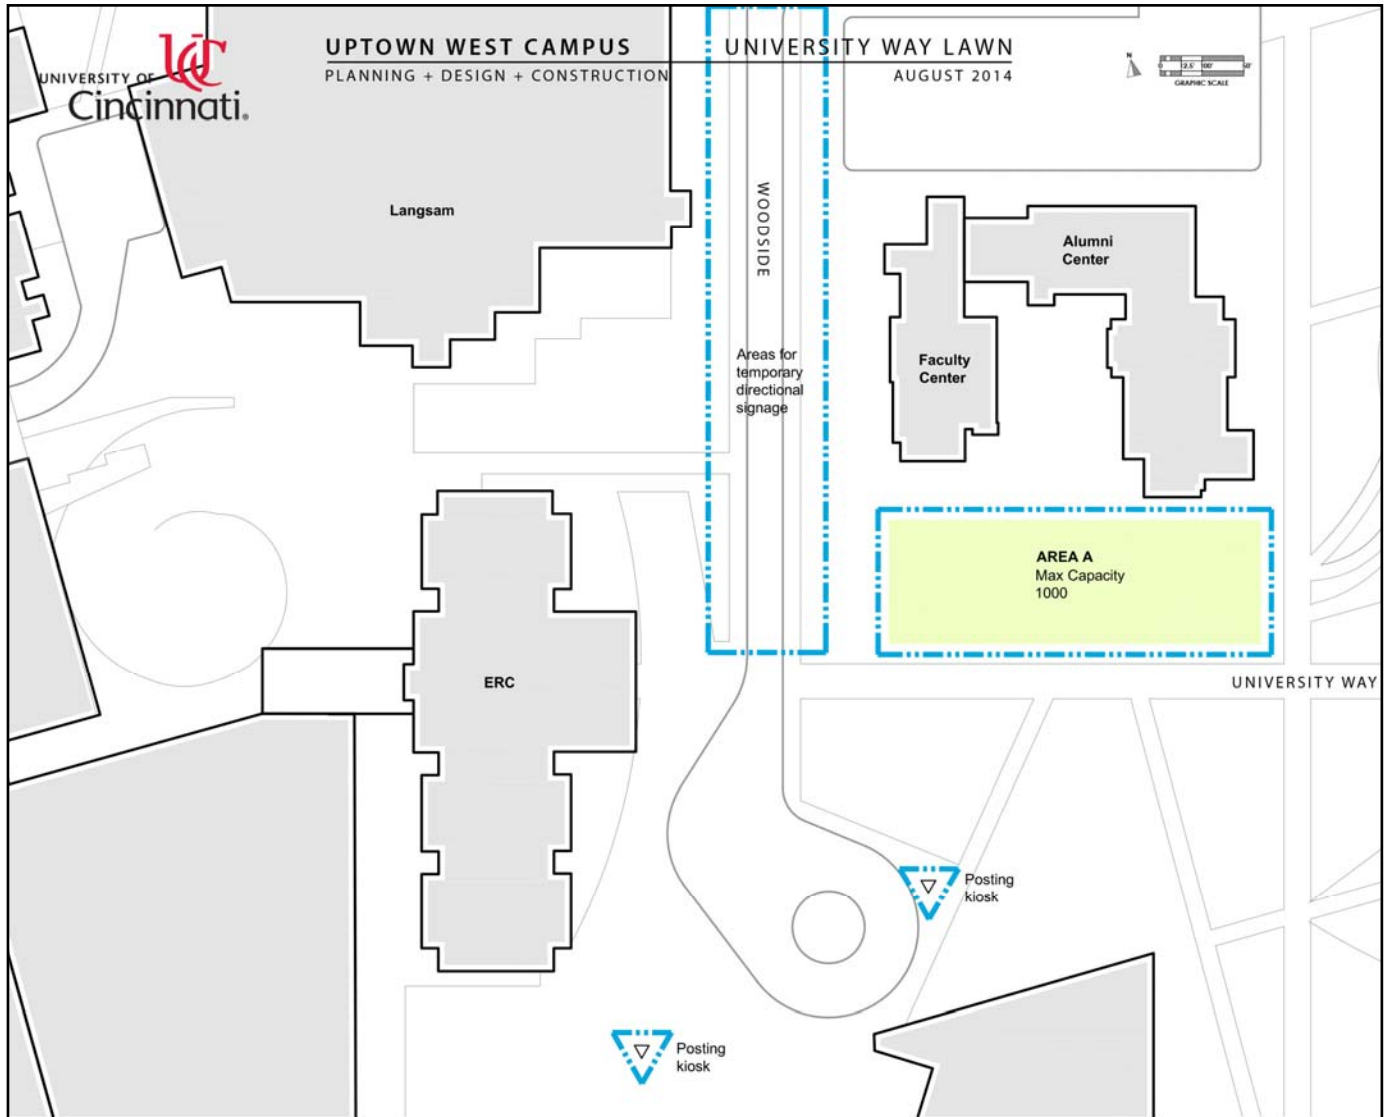 UNIVERSITY OF
UC
Cincinnati.
UPTOWN WEST CAMPUS
PLANNING + DESIGN + CONSTRUCTION
UNIVERSITY WAY LAWN
AUGUST 2014
N
GRAPHIC SCALE
Langsam
WOODSIDE
Alumni
Center
Faculty
Center
Areas for
temporary
directional
signage
AREA A
Max Capacity
1000
ERC
UNIVERSITY WAY
Posting
kiosk
Posting
kiosk